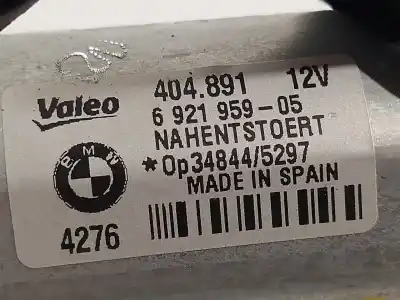 Valeo
404.891 12V
6 921 959-05
NAHENTSTOERT
*Op34844/5297
MADE IN SPAIN
BMW
4276